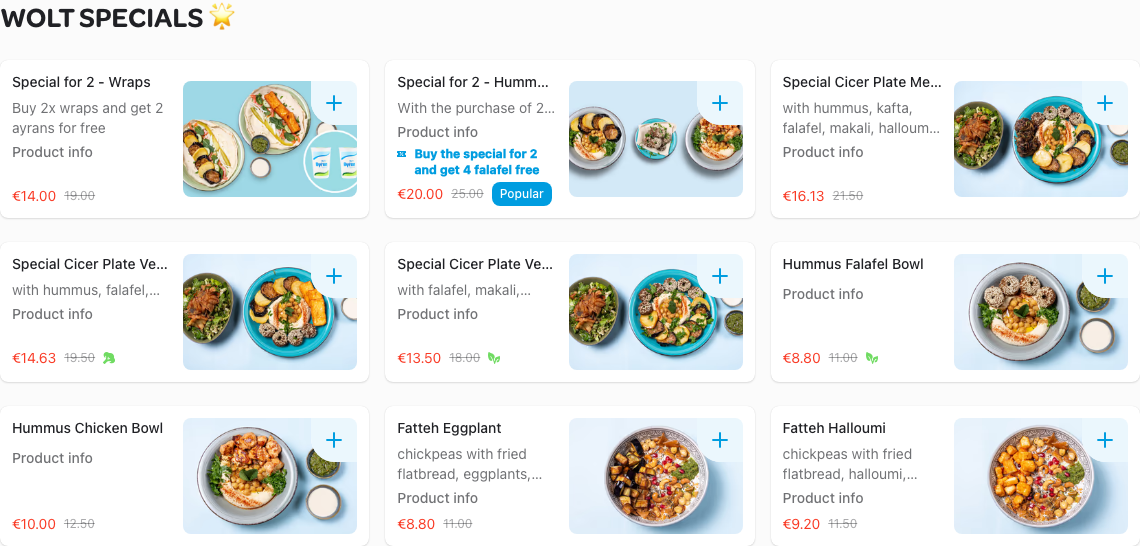 WOLT SPECIALS 🌟
Special for 2 - Wraps
Buy 2x wraps and get 2
ayrans for free
Product info
€14.00 19.00
Special for 2 - Humm...
With the purchase of 2...
Product info
Buy the special for 2
and get 4 falafel free
€20.00 25.00 Popular
Special Cicer Plate Me...
with hummus, kafta,
falafel, makali, halloum...
Product info
€16.13 21.50
Special Cicer Plate Ve...
with hummus, falafel,...
Product info
€14.63 19.50
Special Cicer Plate Ve...
with falafel, makali,...
Product info
€13.50 18.00
Hummus Falafel Bowl
Product info
€8.80 11.00
Hummus Chicken Bowl
Product info
€10.00 12.50
Fatteh Eggplant
chickpeas with fried
flatbread, eggplants,...
Product info
€8.80 11.00
Fatteh Halloumi
chickpeas with fried
flatbread, halloumi,...
Product info
€9.20 11.50